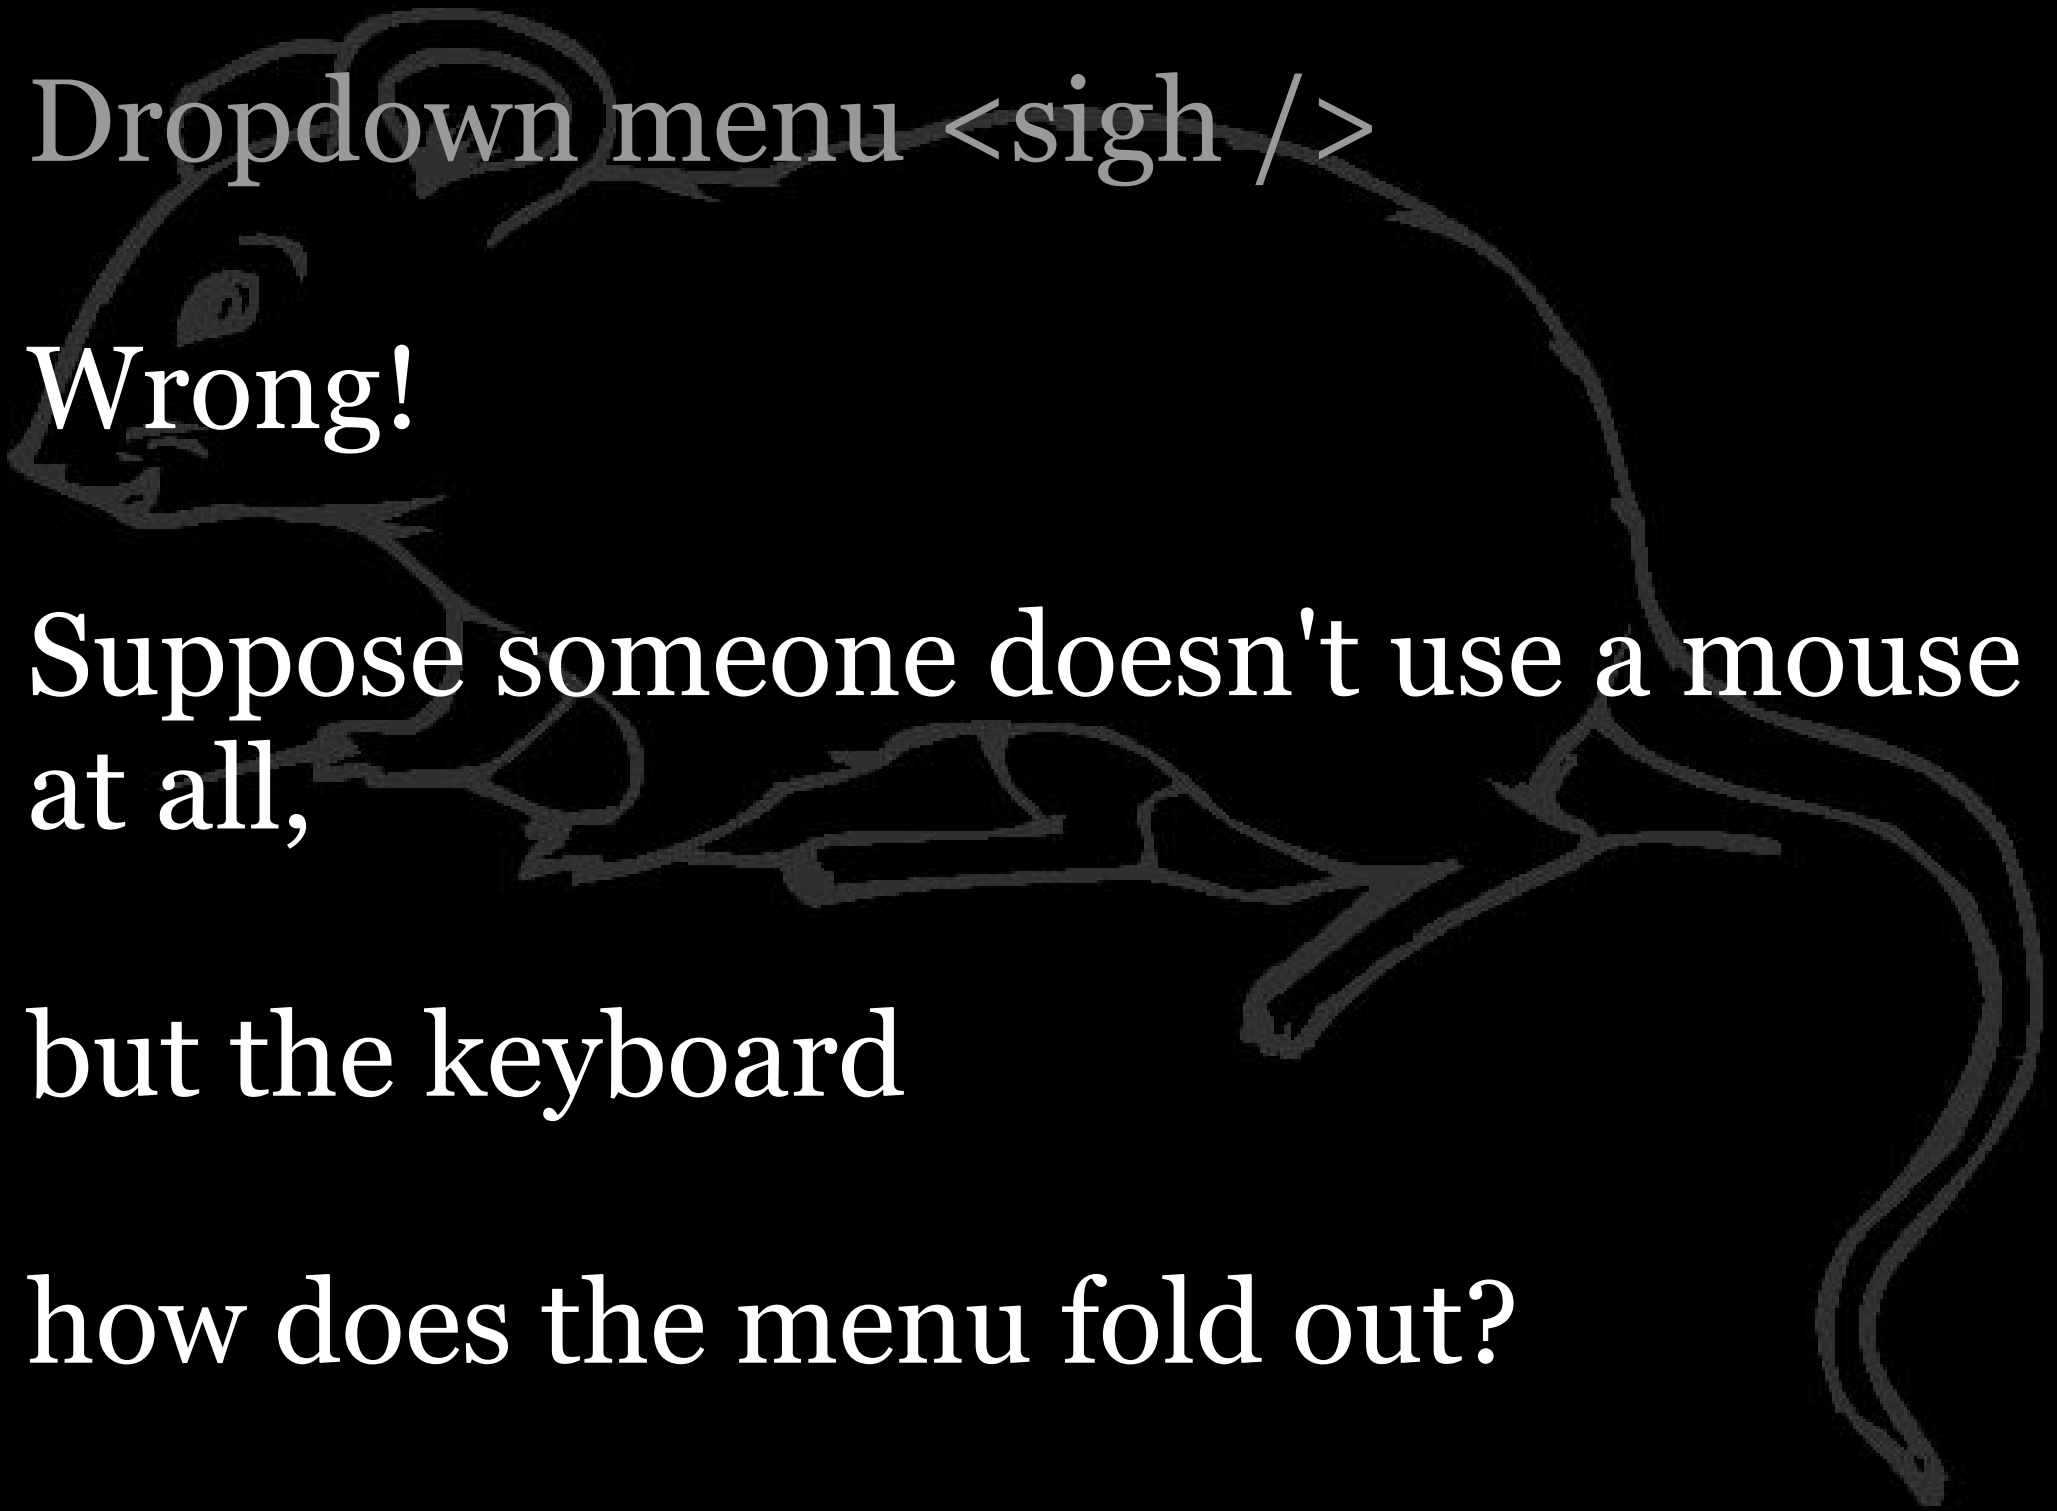 Dropdown menu <sigh />
Wrong!
Suppose someone doesn't use a mouse
at all,
but the keyboard
how does the menu fold out?